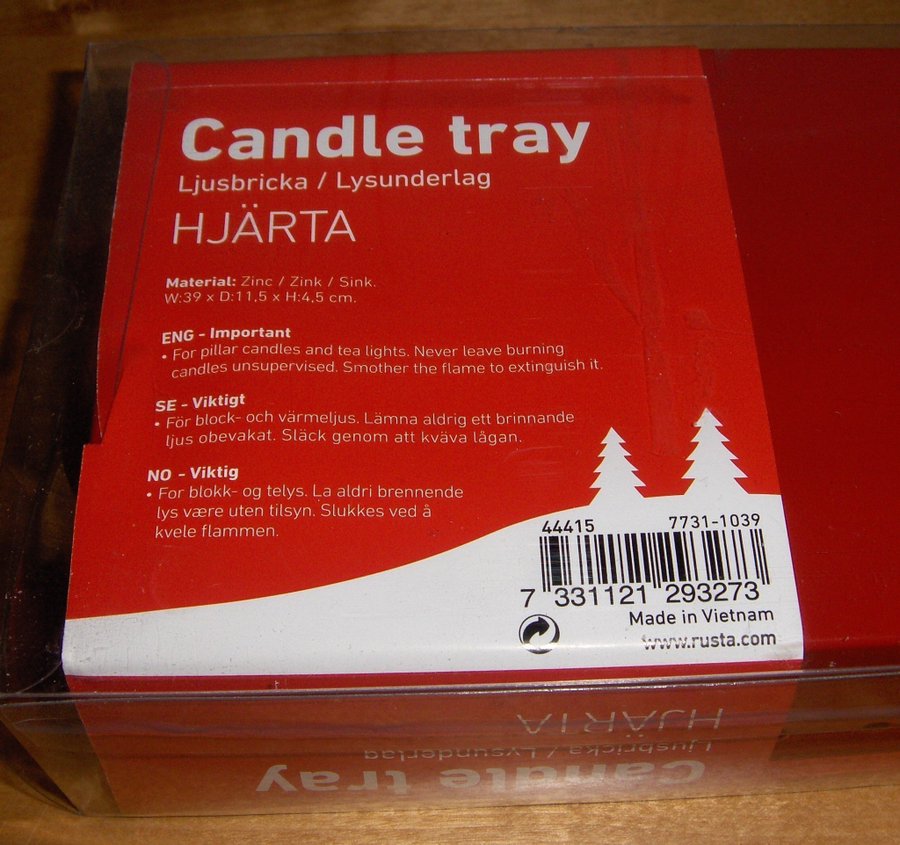 Candle tray
Ljusbricka / Lysunderlag
HJÄRTA
Material: Zinc / Zink / Sink.
W:39 x D:11,5 x H:4,5 cm.
ENG - Important
• For pillar candles and tea lights. Never leave burning
candles unsupervised. Smother the flame to extinguish it.
SE - Viktigt
• För block- och värmeljus. Lämna aldrig ett brinnande
ljus obevakat. Släck genom att kväva lågan.
NO - Viktig
• For blokk- og telys. La aldri brennende
lys være uten tilsyn. Slukkes ved å
kvele flammen.
44415 7731-1039
7 331121 293273
Made in Vietnam
www.rusta.com
HJÄRTA
Ljusbricka / Lysunderlag
Candle tray